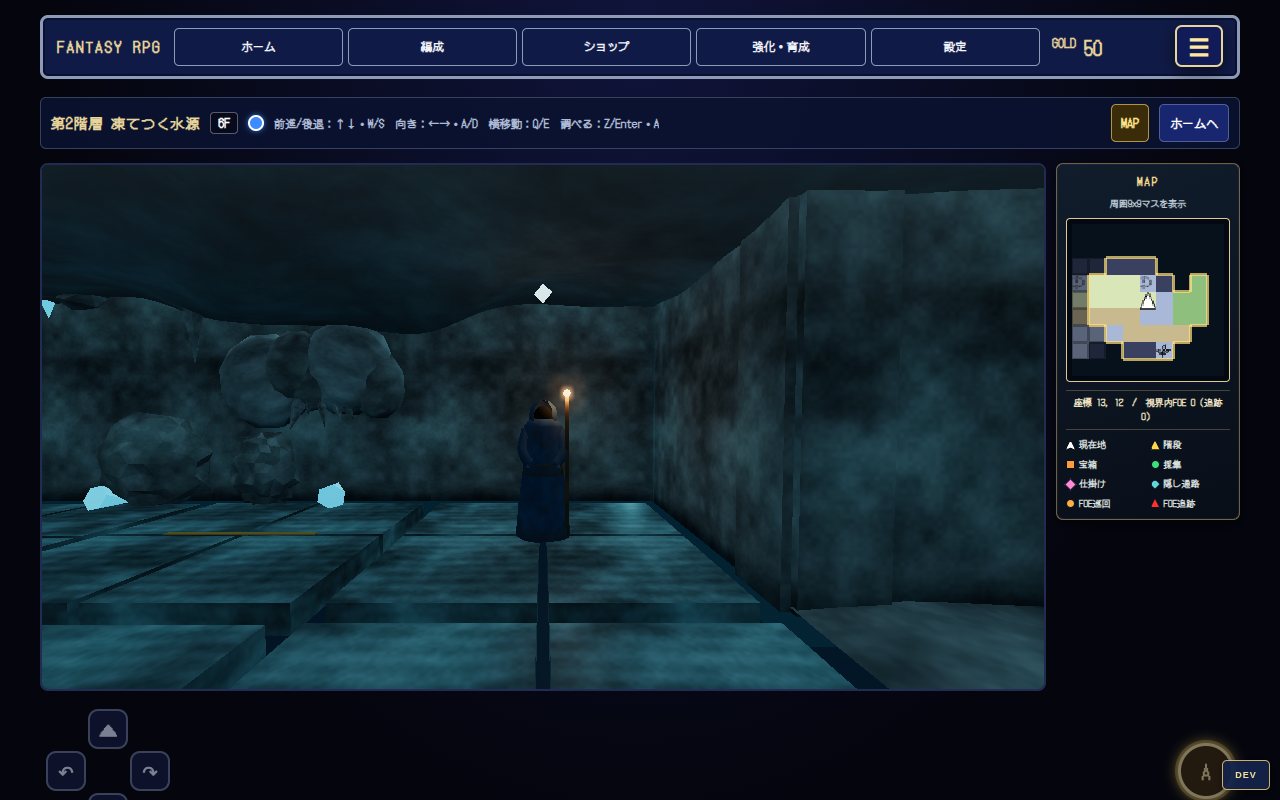 FANTASY RPG
ホーム
編成
ショップ
強化・育成
設定
GOLD 50
第2階層 凍てつく水源 6F 前進/後退：↑↓・W/S 向き：←→・A/D 横移動：Q/E 調べる：Z/Enter・A
MAP
ホームへ
MAP
周囲9x9マスを表示
座標 13, 12 / 視界内FOE 0（追跡
0）
現在地 階段
宝箱 採集
仕掛け 隠し通路
FOE巡回 FOE追跡
A
DEV